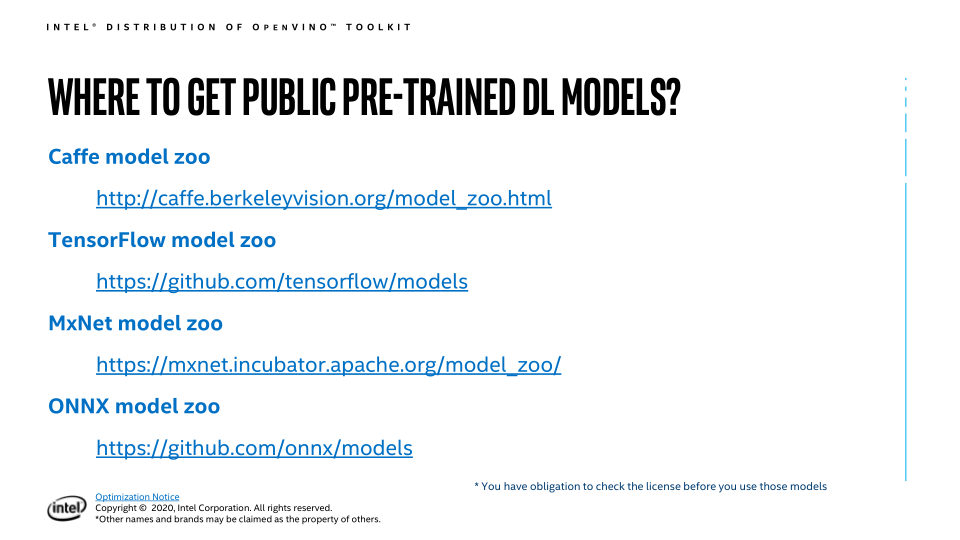 INTEL® DISTRIBUTION OF OPENVINO™ TOOLKIT
WHERE TO GET PUBLIC PRE-TRAINED DL MODELS?
Caffe model zoo
http://caffe.berkeleyvision.org/model_zoo.html
TensorFlow model zoo
https://github.com/tensorflow/models
MxNet model zoo
https://mxnet.incubator.apache.org/model_zoo/
ONNX model zoo
https://github.com/onnx/models
* You have obligation to check the license before you use those models
Optimization Notice
Copyright © 2020, Intel Corporation. All rights reserved.
*Other names and brands may be claimed as the property of others.
intel